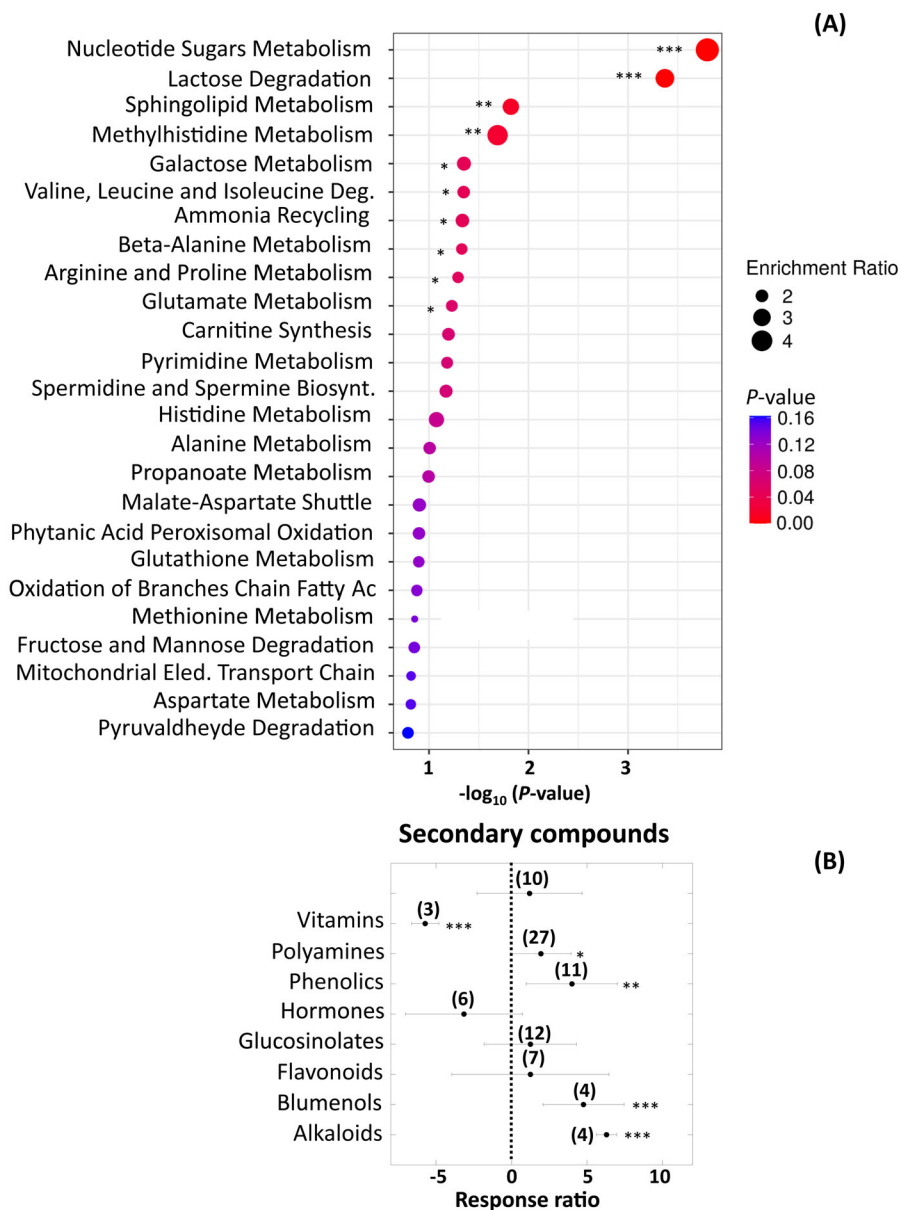 (A)
Nucleotide Sugars Metabolism
***
Lactose Degradation
***
Sphingolipid Metabolism
**
Methylhistidine Metabolism
**
Galactose Metabolism
*
Valine, Leucine and Isoleucine Deg.
*
Ammonia Recycling
*
Beta-Alanine Metabolism
*
Arginine and Proline Metabolism
*
Glutamate Metabolism
*
Carnitine Synthesis
Pyrimidine Metabolism
Spermidine and Spermine Biosynt.
Histidine Metabolism
Alanine Metabolism
Propanoate Metabolism
Malate-Aspartate Shuttle
Phytanic Acid Peroxisomal Oxidation
Glutathione Metabolism
Oxidation of Branches Chain Fatty Ac
Methionine Metabolism
Fructose and Mannose Degradation
Mitochondrial Eled. Transport Chain
Aspartate Metabolism
Pyruvaldheyde Degradation
1 2 3
-log10 (P-value)
Enrichment Ratio
2
3
4
P-value
0.16
0.12
0.08
0.04
0.00
Secondary compounds
(B)
(10)
Vitamins
(3) ***
Polyamines
(27) *
Phenolics
(11) **
Hormones
(6)
Glucosinolates
(12)
Flavonoids
(7)
Blumenols
(4) ***
Alkaloids
(4) ***
-5 0 5 10
Response ratio